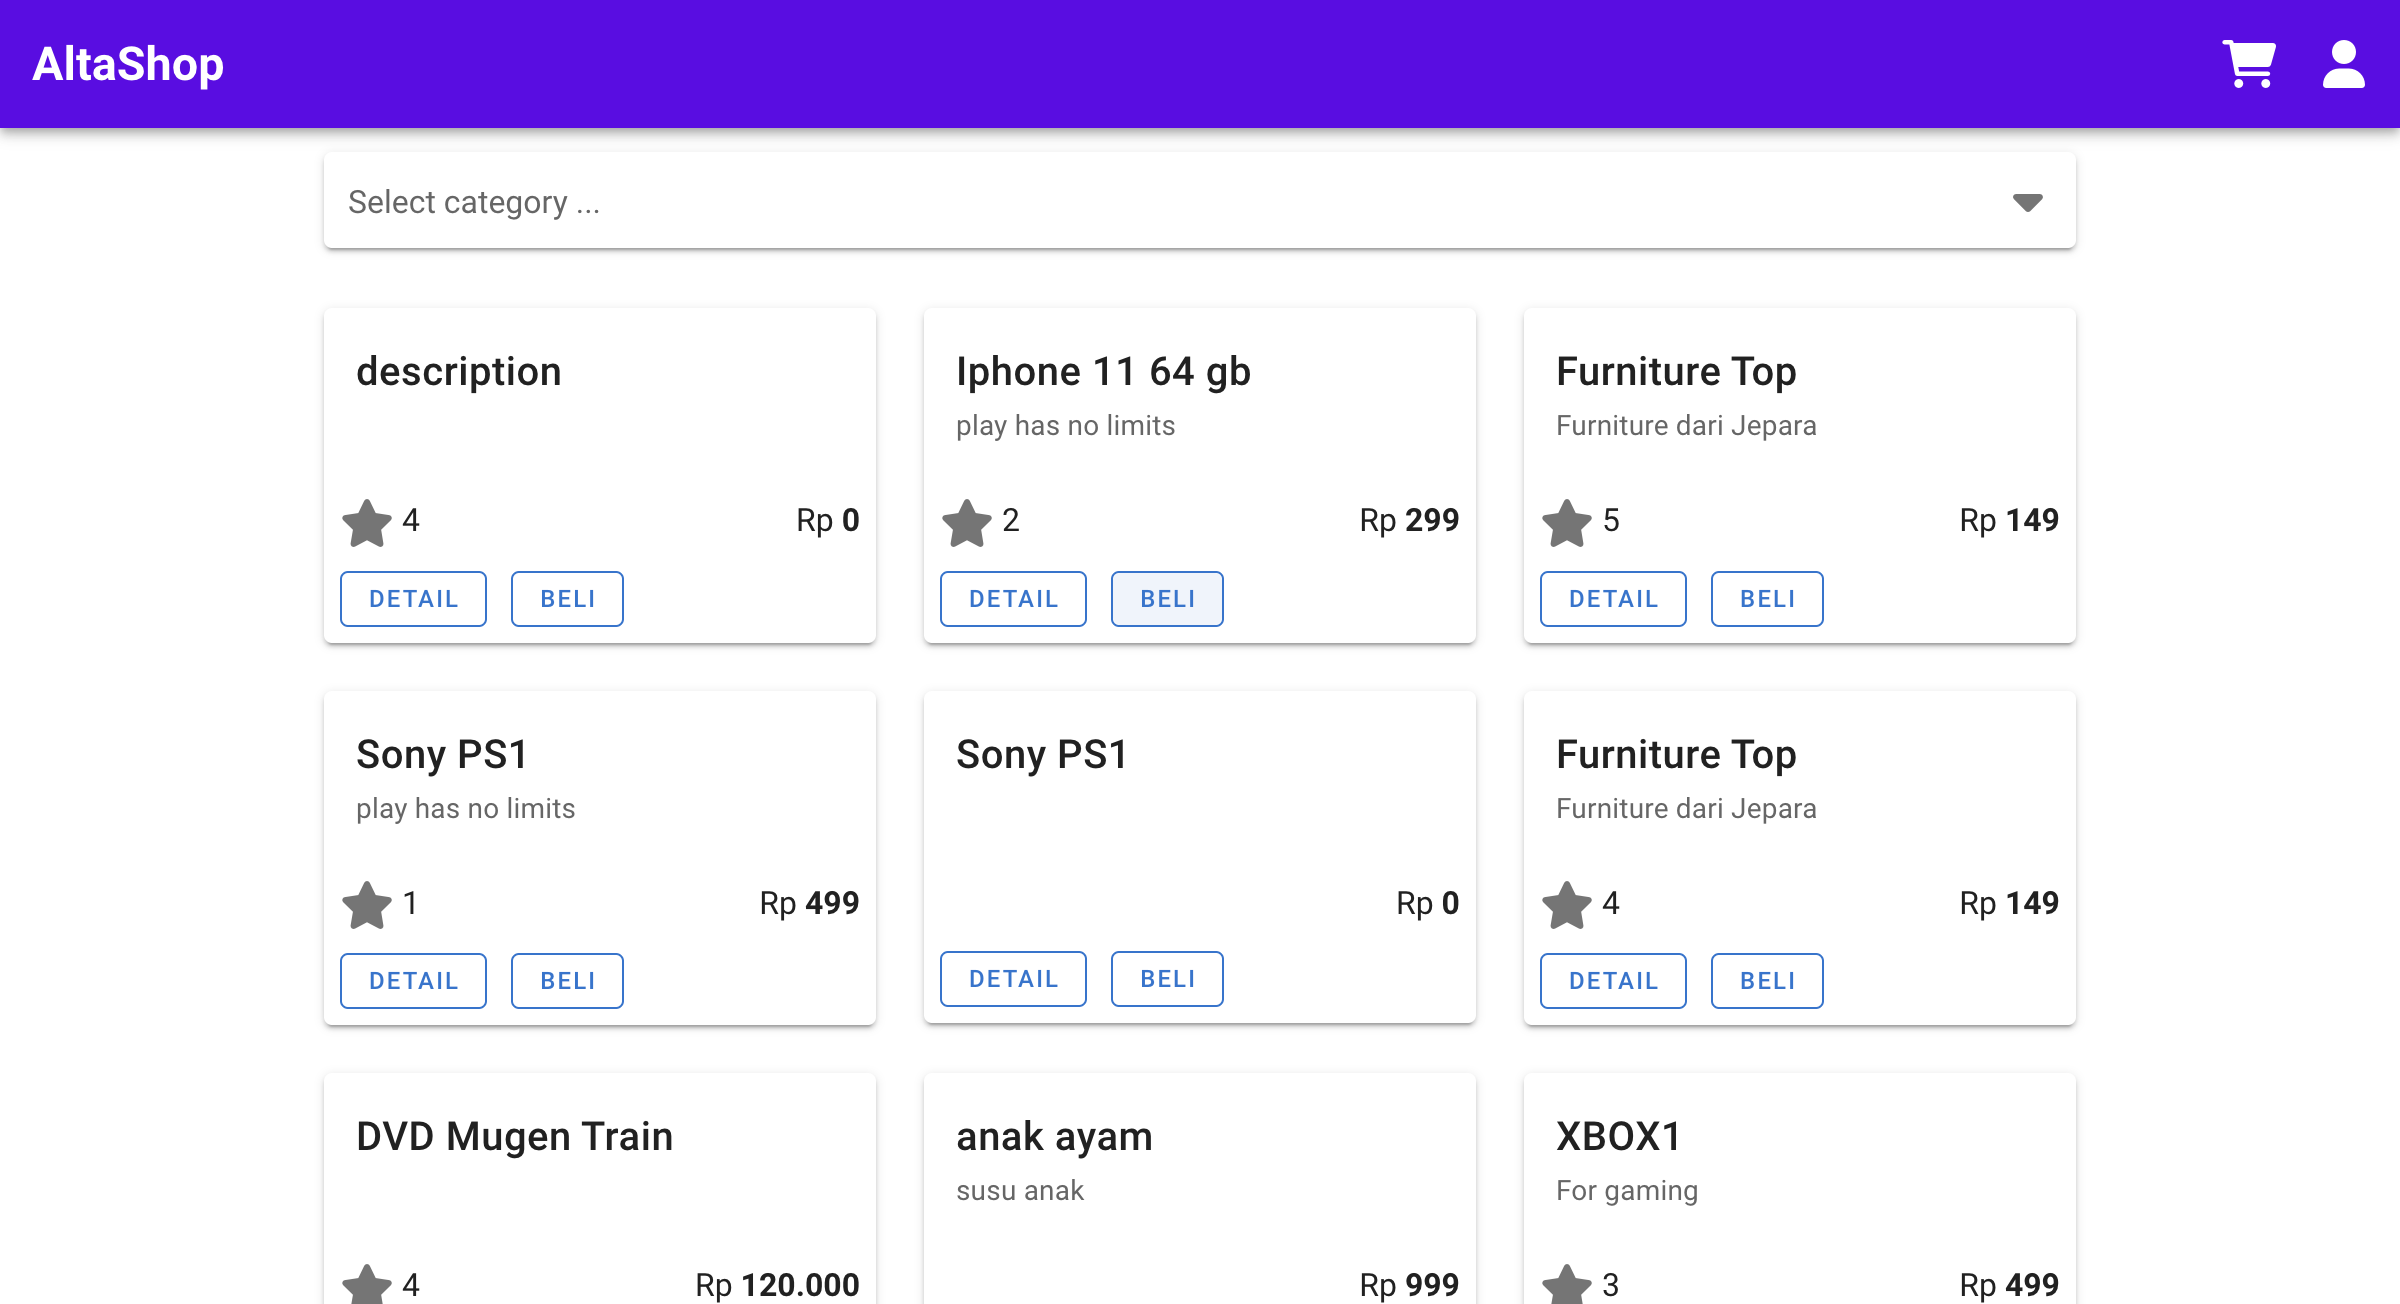 AltaShop
Select category ...
description
4 Rp 0
DETAIL BELI
Iphone 11 64 gb
play has no limits
2 Rp 299
DETAIL BELI
Furniture Top
Furniture dari Jepara
5 Rp 149
DETAIL BELI
Sony PS1
play has no limits
1 Rp 499
DETAIL BELI
Sony PS1
Rp 0
DETAIL BELI
Furniture Top
Furniture dari Jepara
4 Rp 149
DETAIL BELI
DVD Mugen Train
4 Rp 120.000
anak ayam
susu anak
Rp 999
XBOX1
For gaming
3 Rp 499